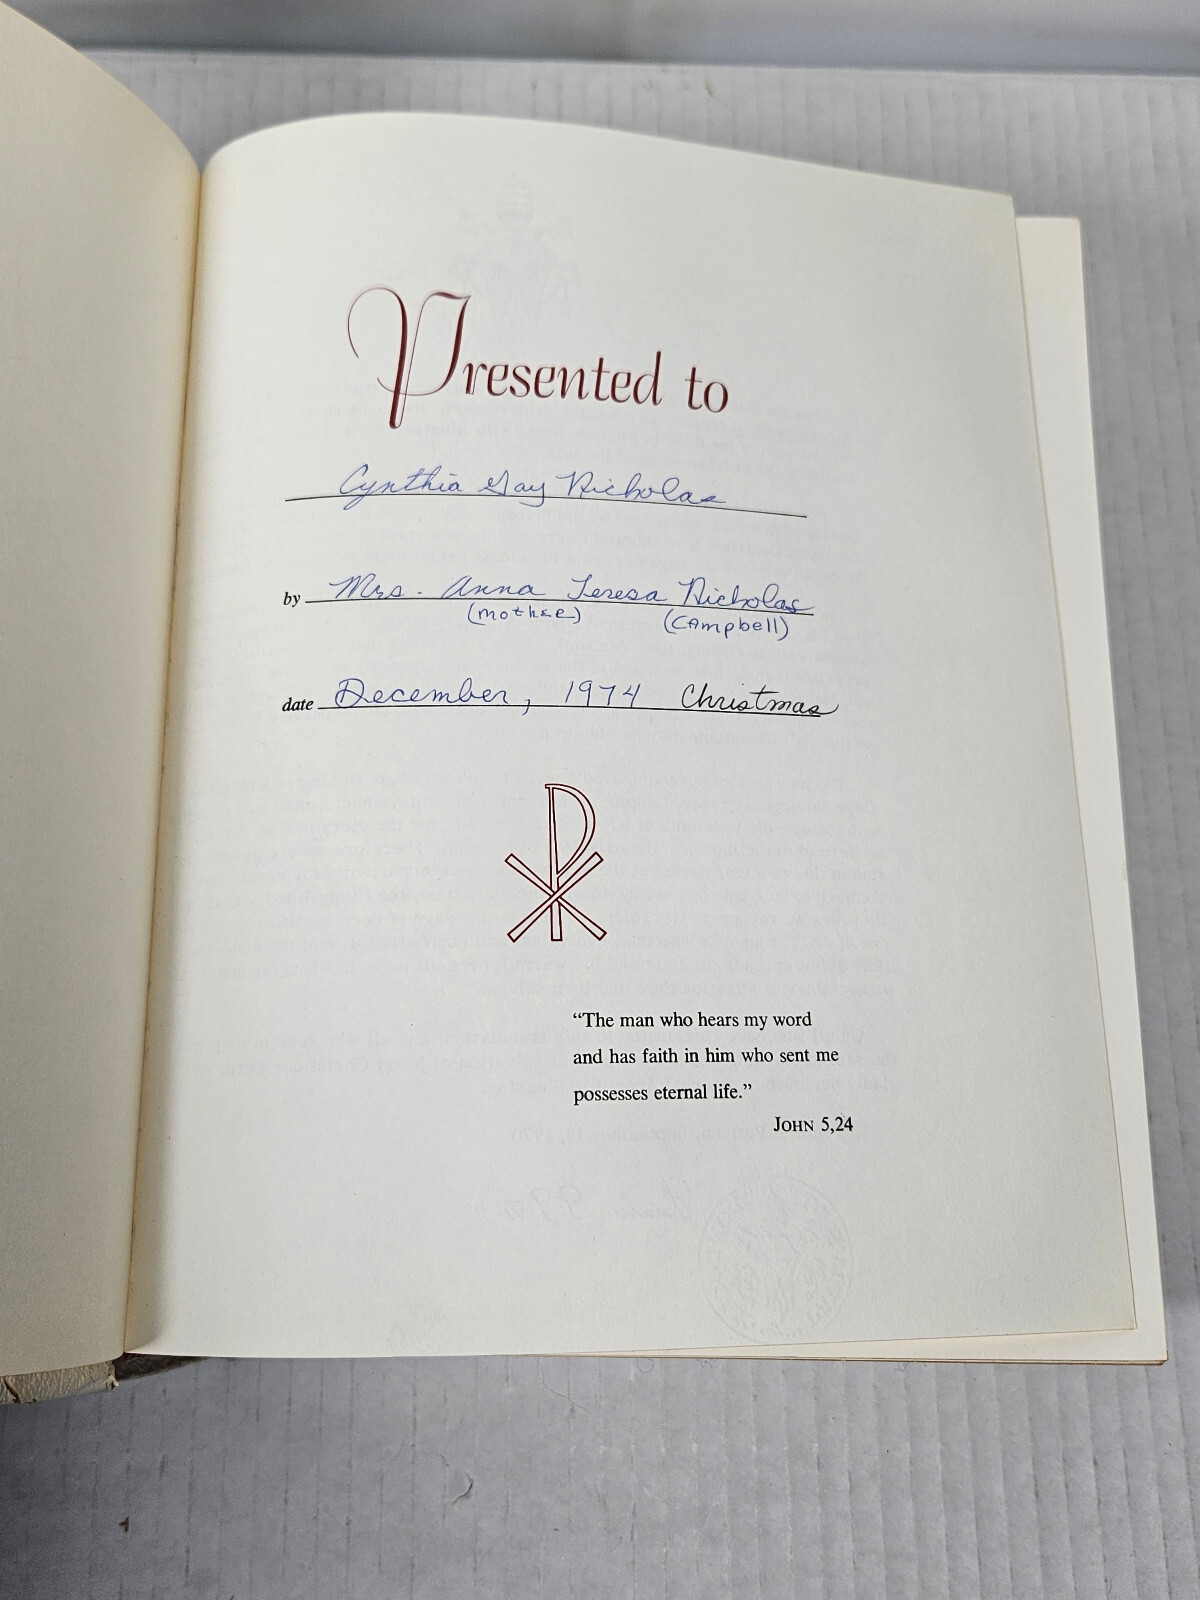 Presented to
Cynthia Gay Nicholas
by Mrs. Anna Teresa Nicholas
(mother) (Campbell)
date December, 1974 Christmas
“The man who hears my word
and has faith in him who sent me
possesses eternal life.”
JOHN 5,24